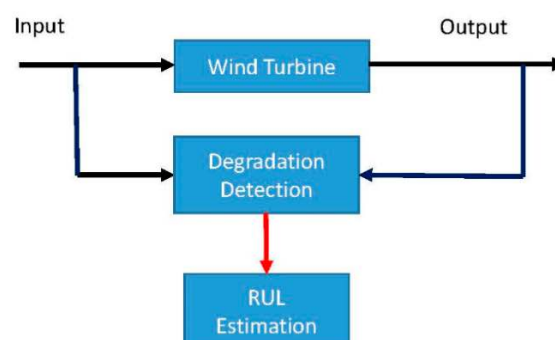 Input
Output
Wind Turbine
Degradation
Detection
RUL
Estimation